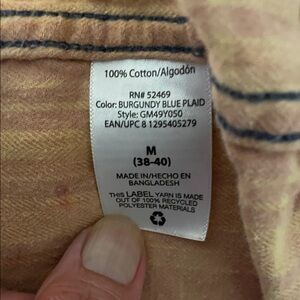 100% Cotton/Algodón
RN# 52469
Color: BURGUNDY BLUE PLAID
Style: GM49Y050
EAN/UPC 8 1295405279
M
(38-40)
MADE IN/HECHO EN
BANGLADESH
THIS LABEL YARN IS MADE
OUT OF 100% RECYCLED
POLYESTER MATERIALS